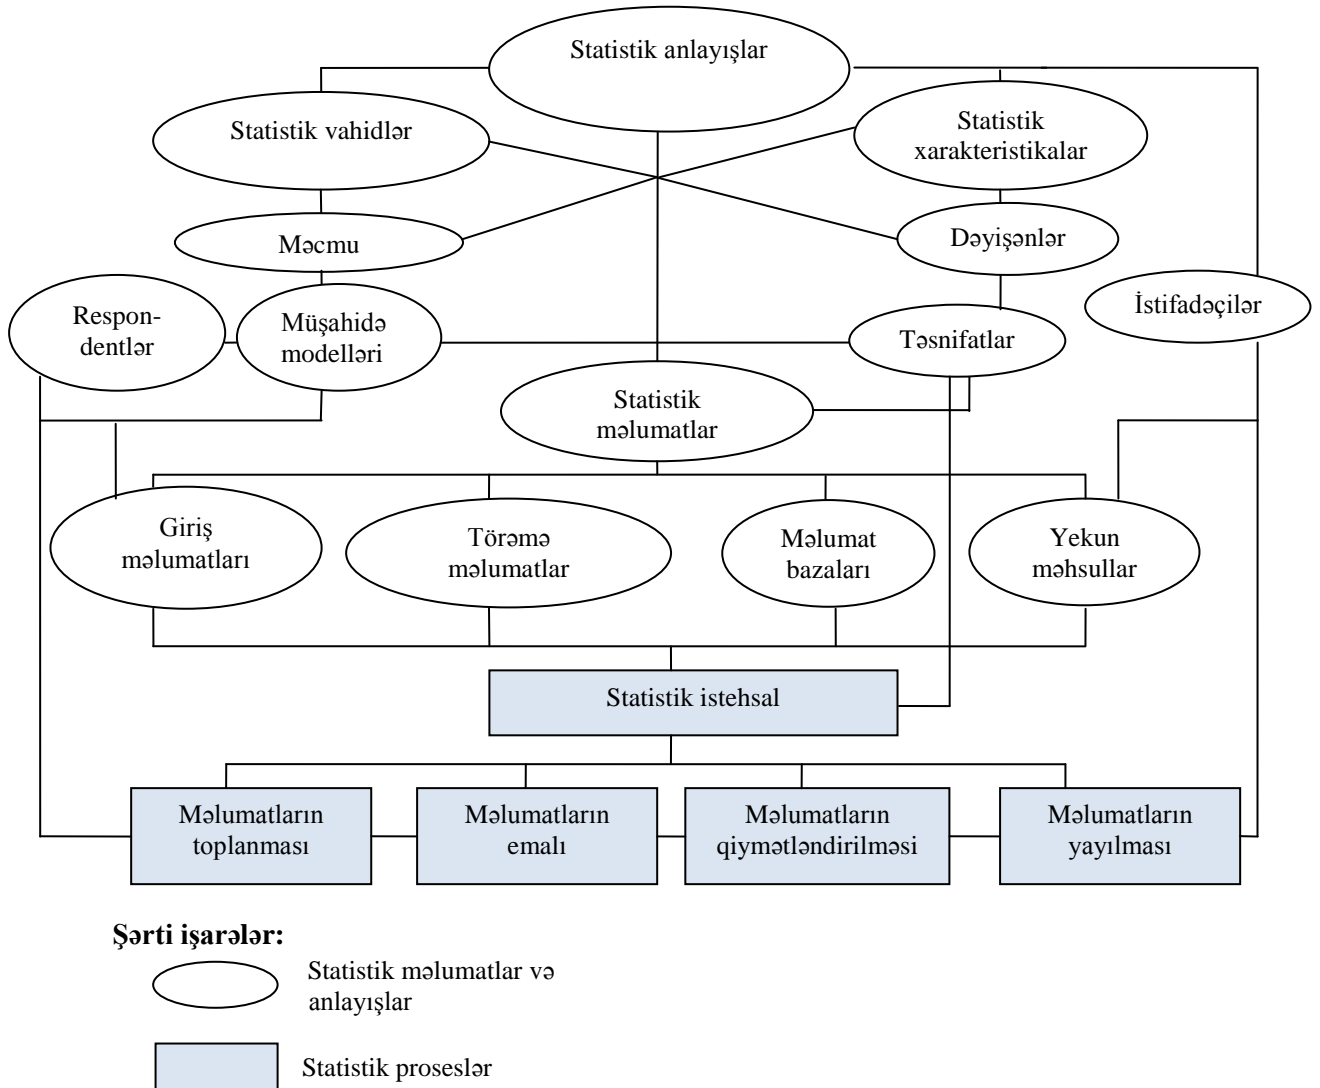 Statistik anlayışlar
Statistik vahidlər
Statistik
xarakteristikalar
Məcmu
Dəyişənlər
Respon-
dentlər
Müşahidə
modelləri
Təsnifatlar
İstifadəçilər
Statistik
məlumatlar
Giriş
məlumatları
Törəmə
məlumatlar
Məlumat
bazaları
Yekun
məhsullar
Statistik istehsal
Məlumatların
toplanması
Məlumatların
emalı
Məlumatların
qiymətləndirilməsi
Məlumatların
yayılması
Şərti işarələr:
Statistik məlumatlar və
anlayışlar
Statistik proseslər